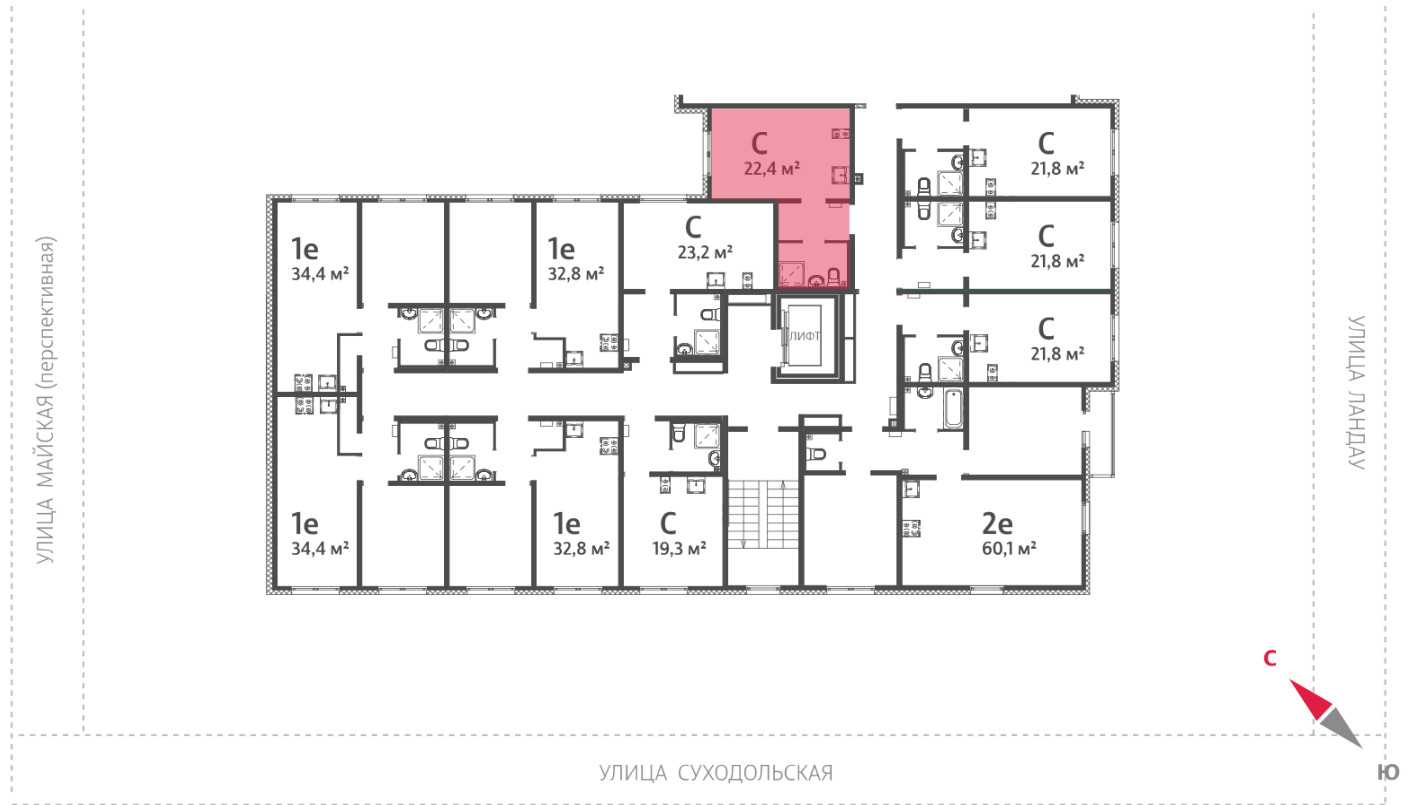 С
22,4 м²
С
21,8 м²
С
23,2 м²
С
21,8 м²
1е
34,4 м²
1е
32,8 м²
ЛИФТ
С
21,8 м²
1е
34,4 м²
1е
32,8 м²
С
19,3 м²
2е
60,1 м²
УЛИЦА МАЙСКАЯ (перспективная)
УЛИЦА ЛАНДАУ
УЛИЦА СУХОДОЛЬСКАЯ
С
Ю